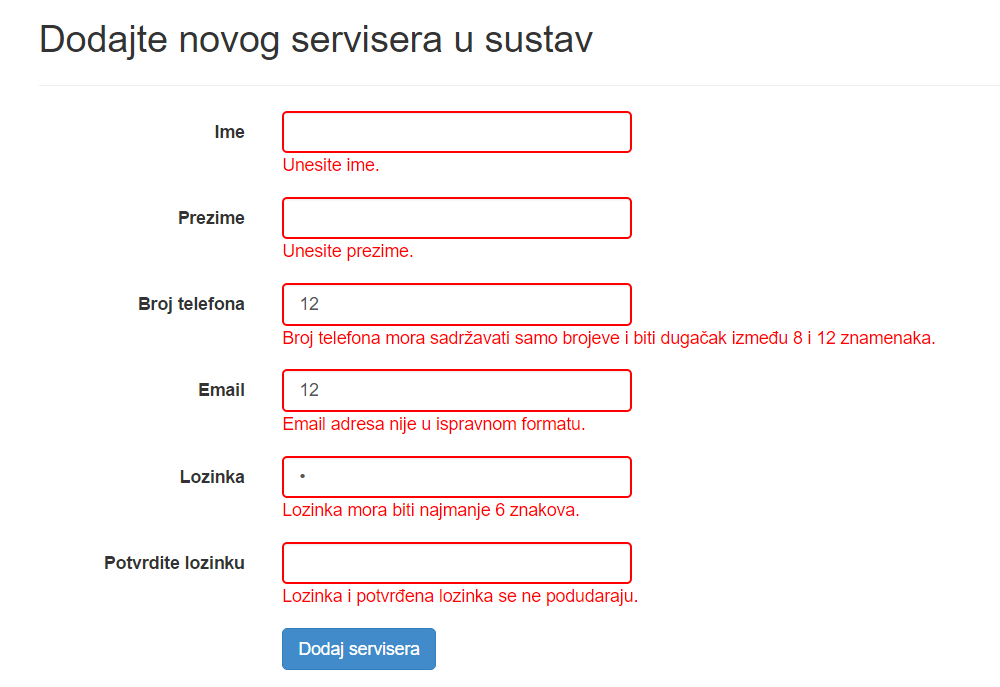 Dodajte novog servisera u sustav
Ime
Unesite ime.
Prezime
Unesite prezime.
Broj telefona
12
Broj telefona mora sadržavati samo brojeve i biti dugačak između 8 i 12 znamenaka.
Email
12
Email adresa nije u ispravnom formatu.
Lozinka
•
Lozinka mora biti najmanje 6 znakova.
Potvrdite lozinku
Lozinka i potvrđena lozinka se ne podudaraju.
Dodaj servisera